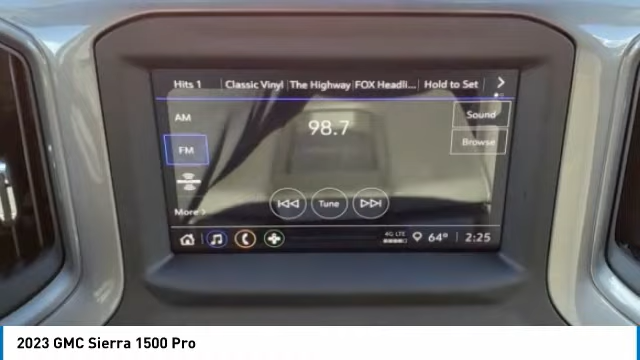 Hits 1 Classic Vinyl The Highway FOX Headli... Hold to Set
AM
98.7
Sound
FM
Browse
More
Tune
4G LTE 64° 2:25
2023 GMC Sierra 1500 Pro